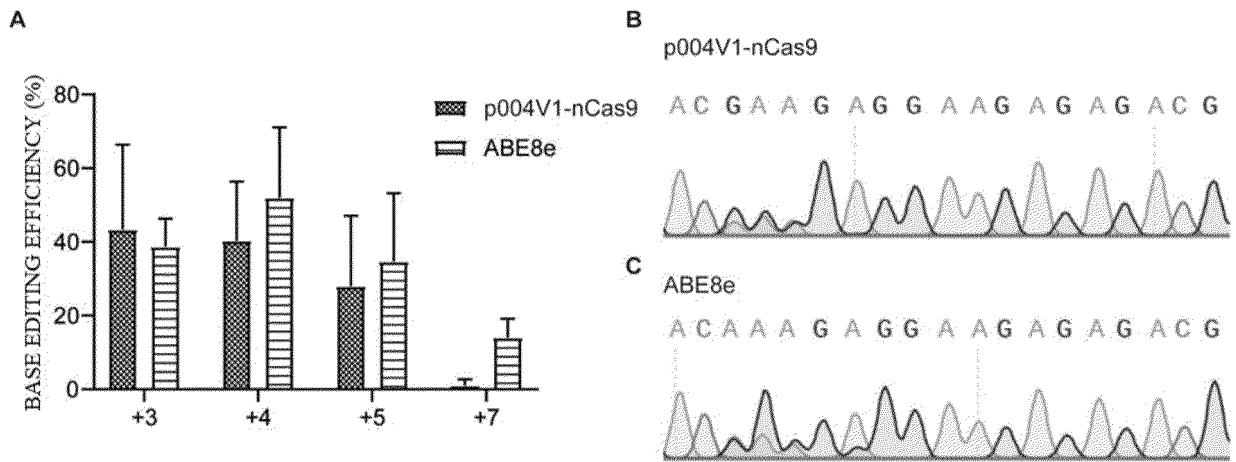 A
BASE EDITING EFFICIENCY (%)
80
60
40
20
0
+3
+4
+5
+7
p004V1-nCas9
ABE8e
B
p004V1-nCas9
A C G A A G A G G A A G A G A G A C G
C
ABE8e
A C A A A G A G G A A G A G A G A C G